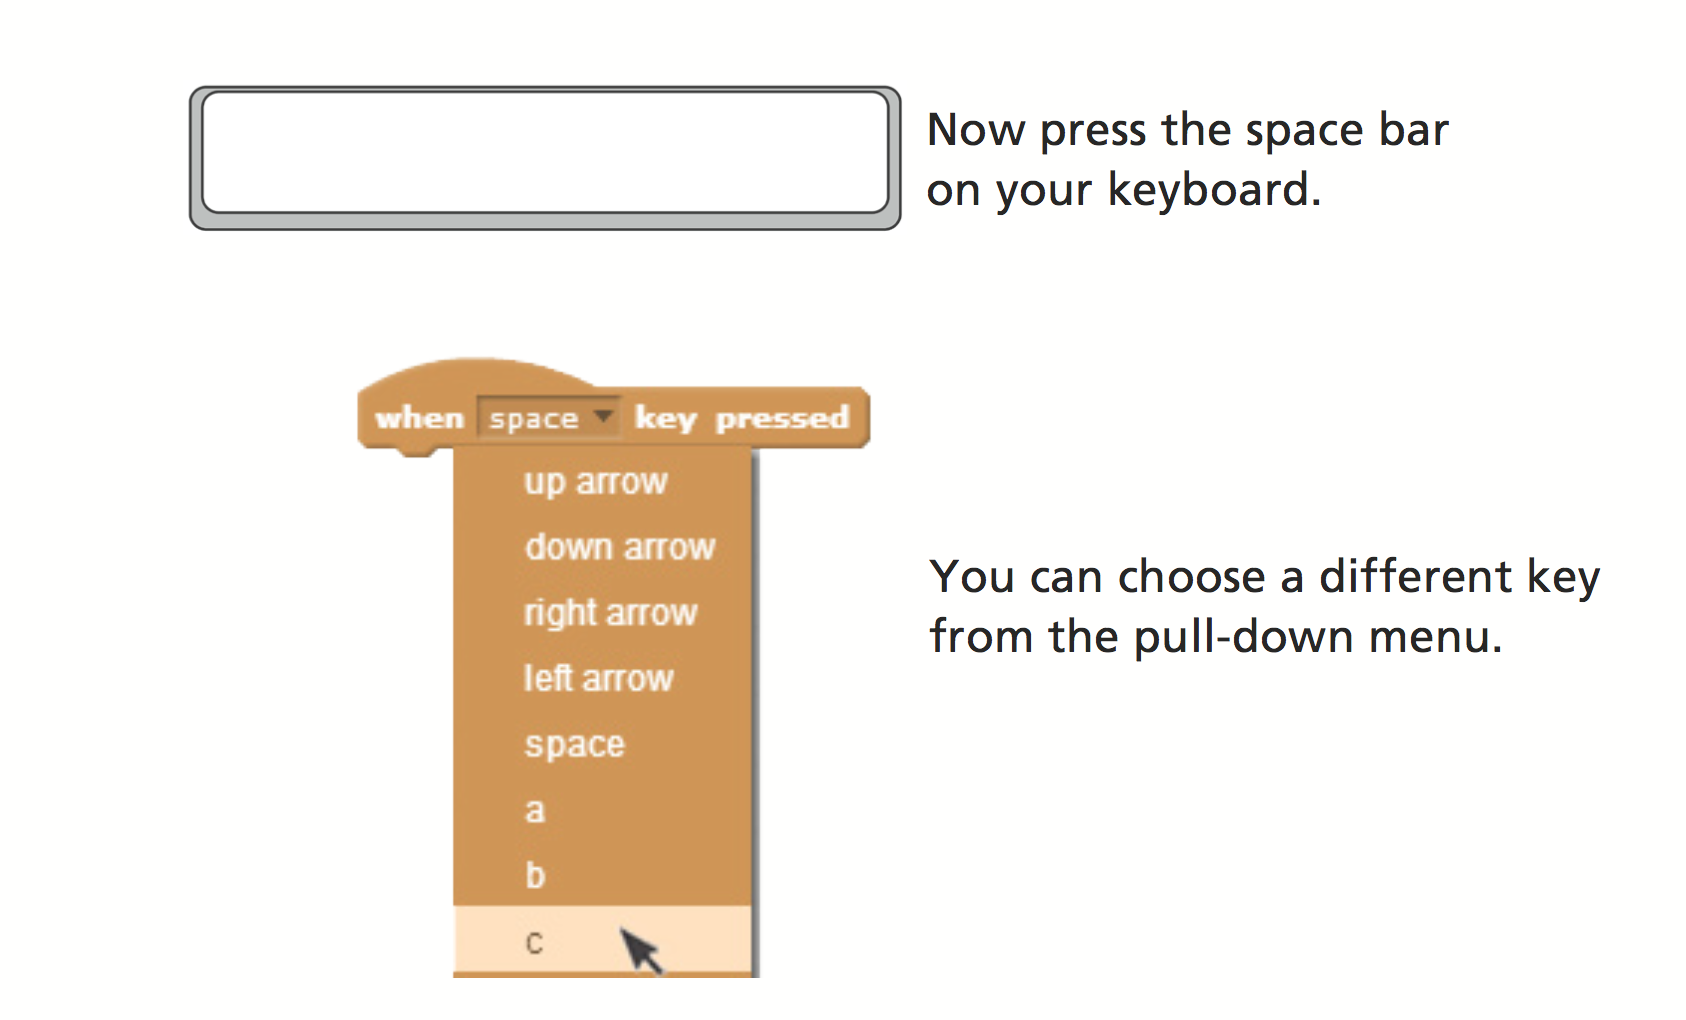 Now press the space bar
on your keyboard.
when space key pressed
up arrow
down arrow
right arrow
left arrow
space
a
b
c
You can choose a different key
from the pull-down menu.